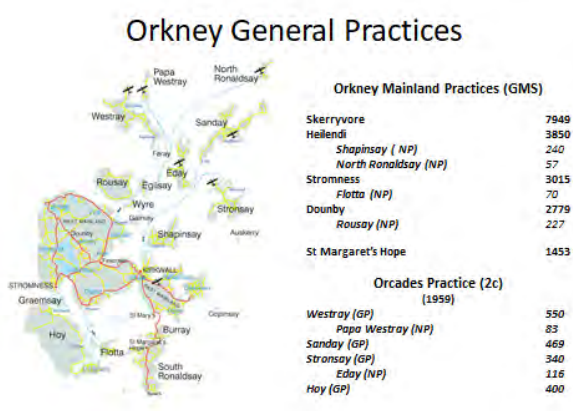 Orkney General Practices
Papa
Westray
North
Ronaldsay
Westray
Sanday
Faray
Eday
Rousay
Egilsay
Wyre
Gairsay
Stronsay
Shapinsay
Auskerry
WEST MAINLAND
Dounby
Finstown
KIRKWALL
STROMNESS
Graemsay
EAST MAINLAND
St Mary's
Copinsay
Hoy
Burray
Flotta
St Margaret's
Hope
South
Ronaldsay
Orkney Mainland Practices (GMS)
Skerryvore 7949
Heilendi 3850
Shapinsay ( NP) 240
North Ronaldsay (NP) 57
Stromness 3015
Flotta (NP) 70
Dounby 2779
Rousay (NP) 227
St Margaret's Hope 1453
Orcades Practice (2c)
(1959)
Westray (GP) 550
Papa Westray (NP) 83
Sanday (GP) 469
Stronsay (GP) 340
Eday (NP) 116
Hoy (GP) 400